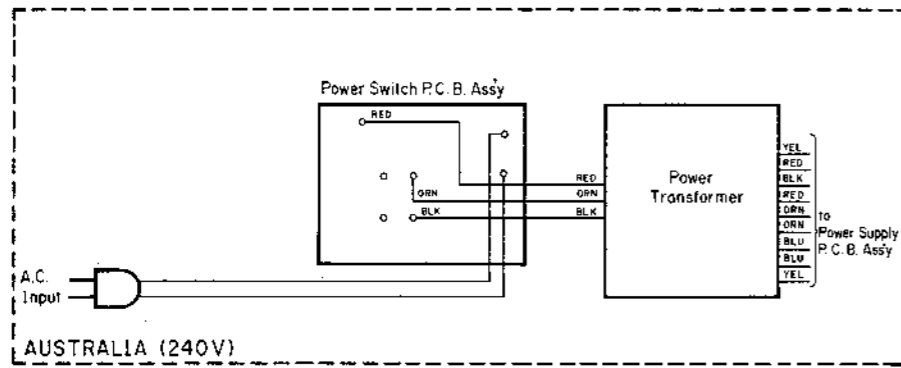 Power Switch P.C.B. Ass'y
RED
ORN
BLK
RED
ORN
BLK
Power
Transformer
YEL
RED
BLK
RED
ORN
ORN
BLU
BLU
YEL
to
Power Supply
P.C.B. Ass'y
A.C.
Input
AUSTRALIA (240V)